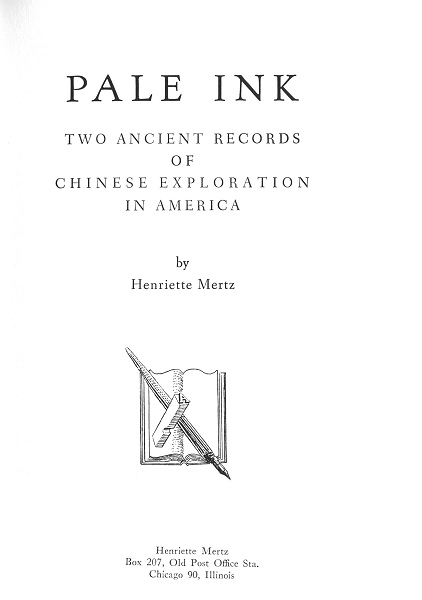 PALE INK
TWO ANCIENT RECORDS
OF
CHINESE EXPLORATION
IN AMERICA
by
Henriette Mertz
Henriette Mertz
Box 207, Old Post Office Sta.
Chicago 90, Illinois